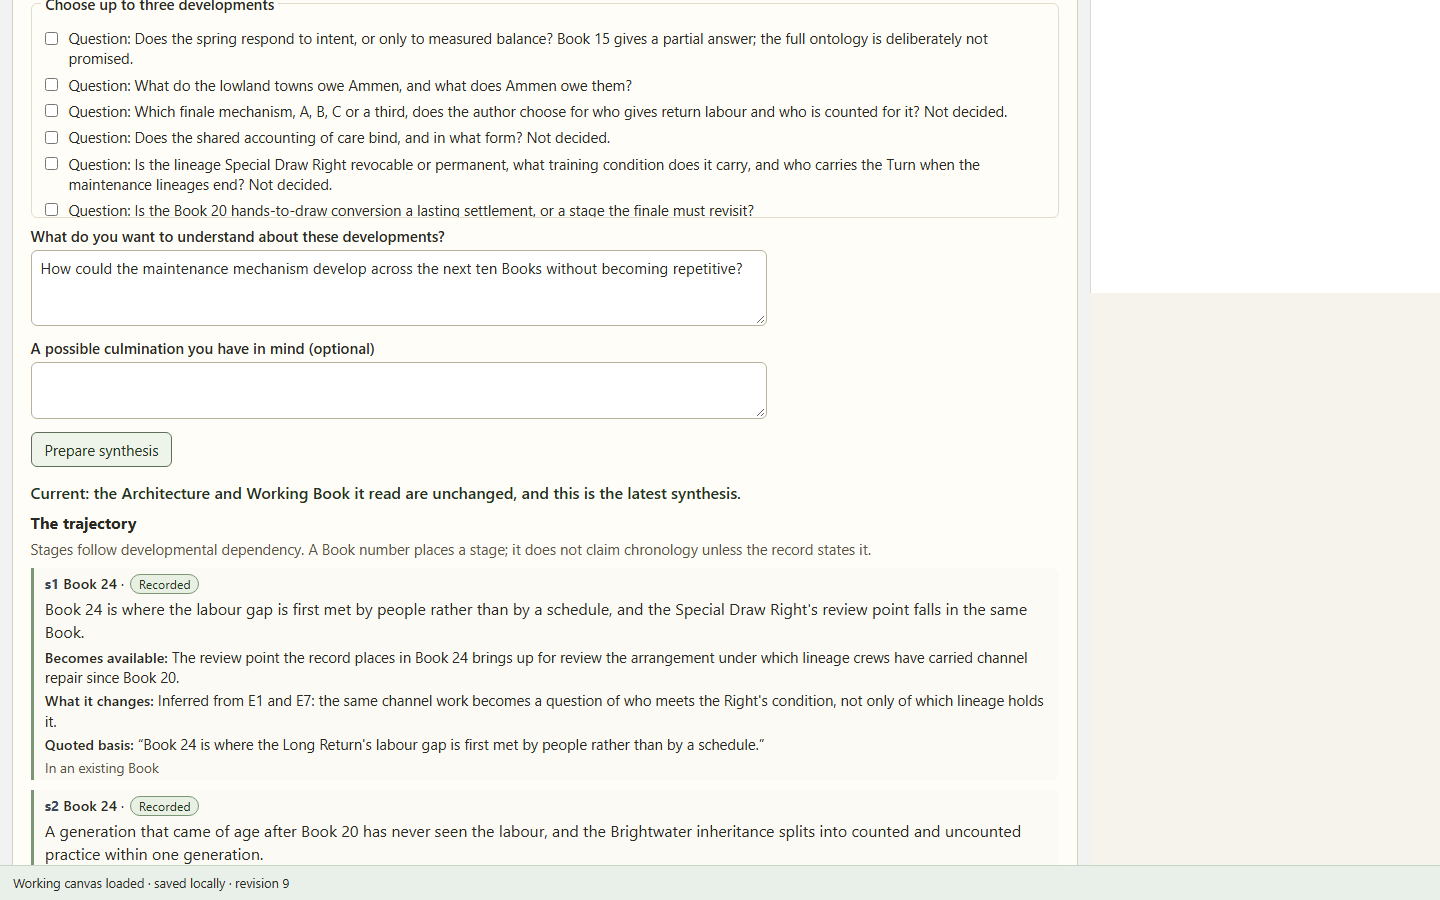 Choose up to three developments
Question: Does the spring respond to intent, or only to measured balance? Book 15 gives a partial answer; the full ontology is deliberately not
promised.
Question: What do the lowland towns owe Ammen, and what does Ammen owe them?
Question: Which finale mechanism, A, B, C or a third, does the author choose for who gives return labour and who is counted for it? Not decided.
Question: Does the shared accounting of care bind, and in what form? Not decided.
Question: Is the lineage Special Draw Right revocable or permanent, what training condition does it carry, and who carries the Turn when the
maintenance lineages end? Not decided.
Question: Is the Book 20 hands-to-draw conversion a lasting settlement, or a stage the finale must revisit?
What do you want to understand about these developments?
How could the maintenance mechanism develop across the next ten Books without becoming repetitive?
A possible culmination you have in mind (optional)
Prepare synthesis
Current: the Architecture and Working Book it read are unchanged, and this is the latest synthesis.
The trajectory
Stages follow developmental dependency. A Book number places a stage; it does not claim chronology unless the record states it.
s1 Book 24 · Recorded
Book 24 is where the labour gap is first met by people rather than by a schedule, and the Special Draw Right's review point falls in the same
Book.
Becomes available: The review point the record places in Book 24 brings up for review the arrangement under which lineage crews have carried channel
repair since Book 20.
What it changes: Inferred from E1 and E7: the same channel work becomes a question of who meets the Right's condition, not only of which lineage holds
it.
Quoted basis: “Book 24 is where the Long Return's labour gap is first met by people rather than by a schedule.”
In an existing Book
s2 Book 24 · Recorded
A generation that came of age after Book 20 has never seen the labour, and the Brightwater inheritance splits into counted and uncounted
practice within one generation.
Working canvas loaded · saved locally · revision 9